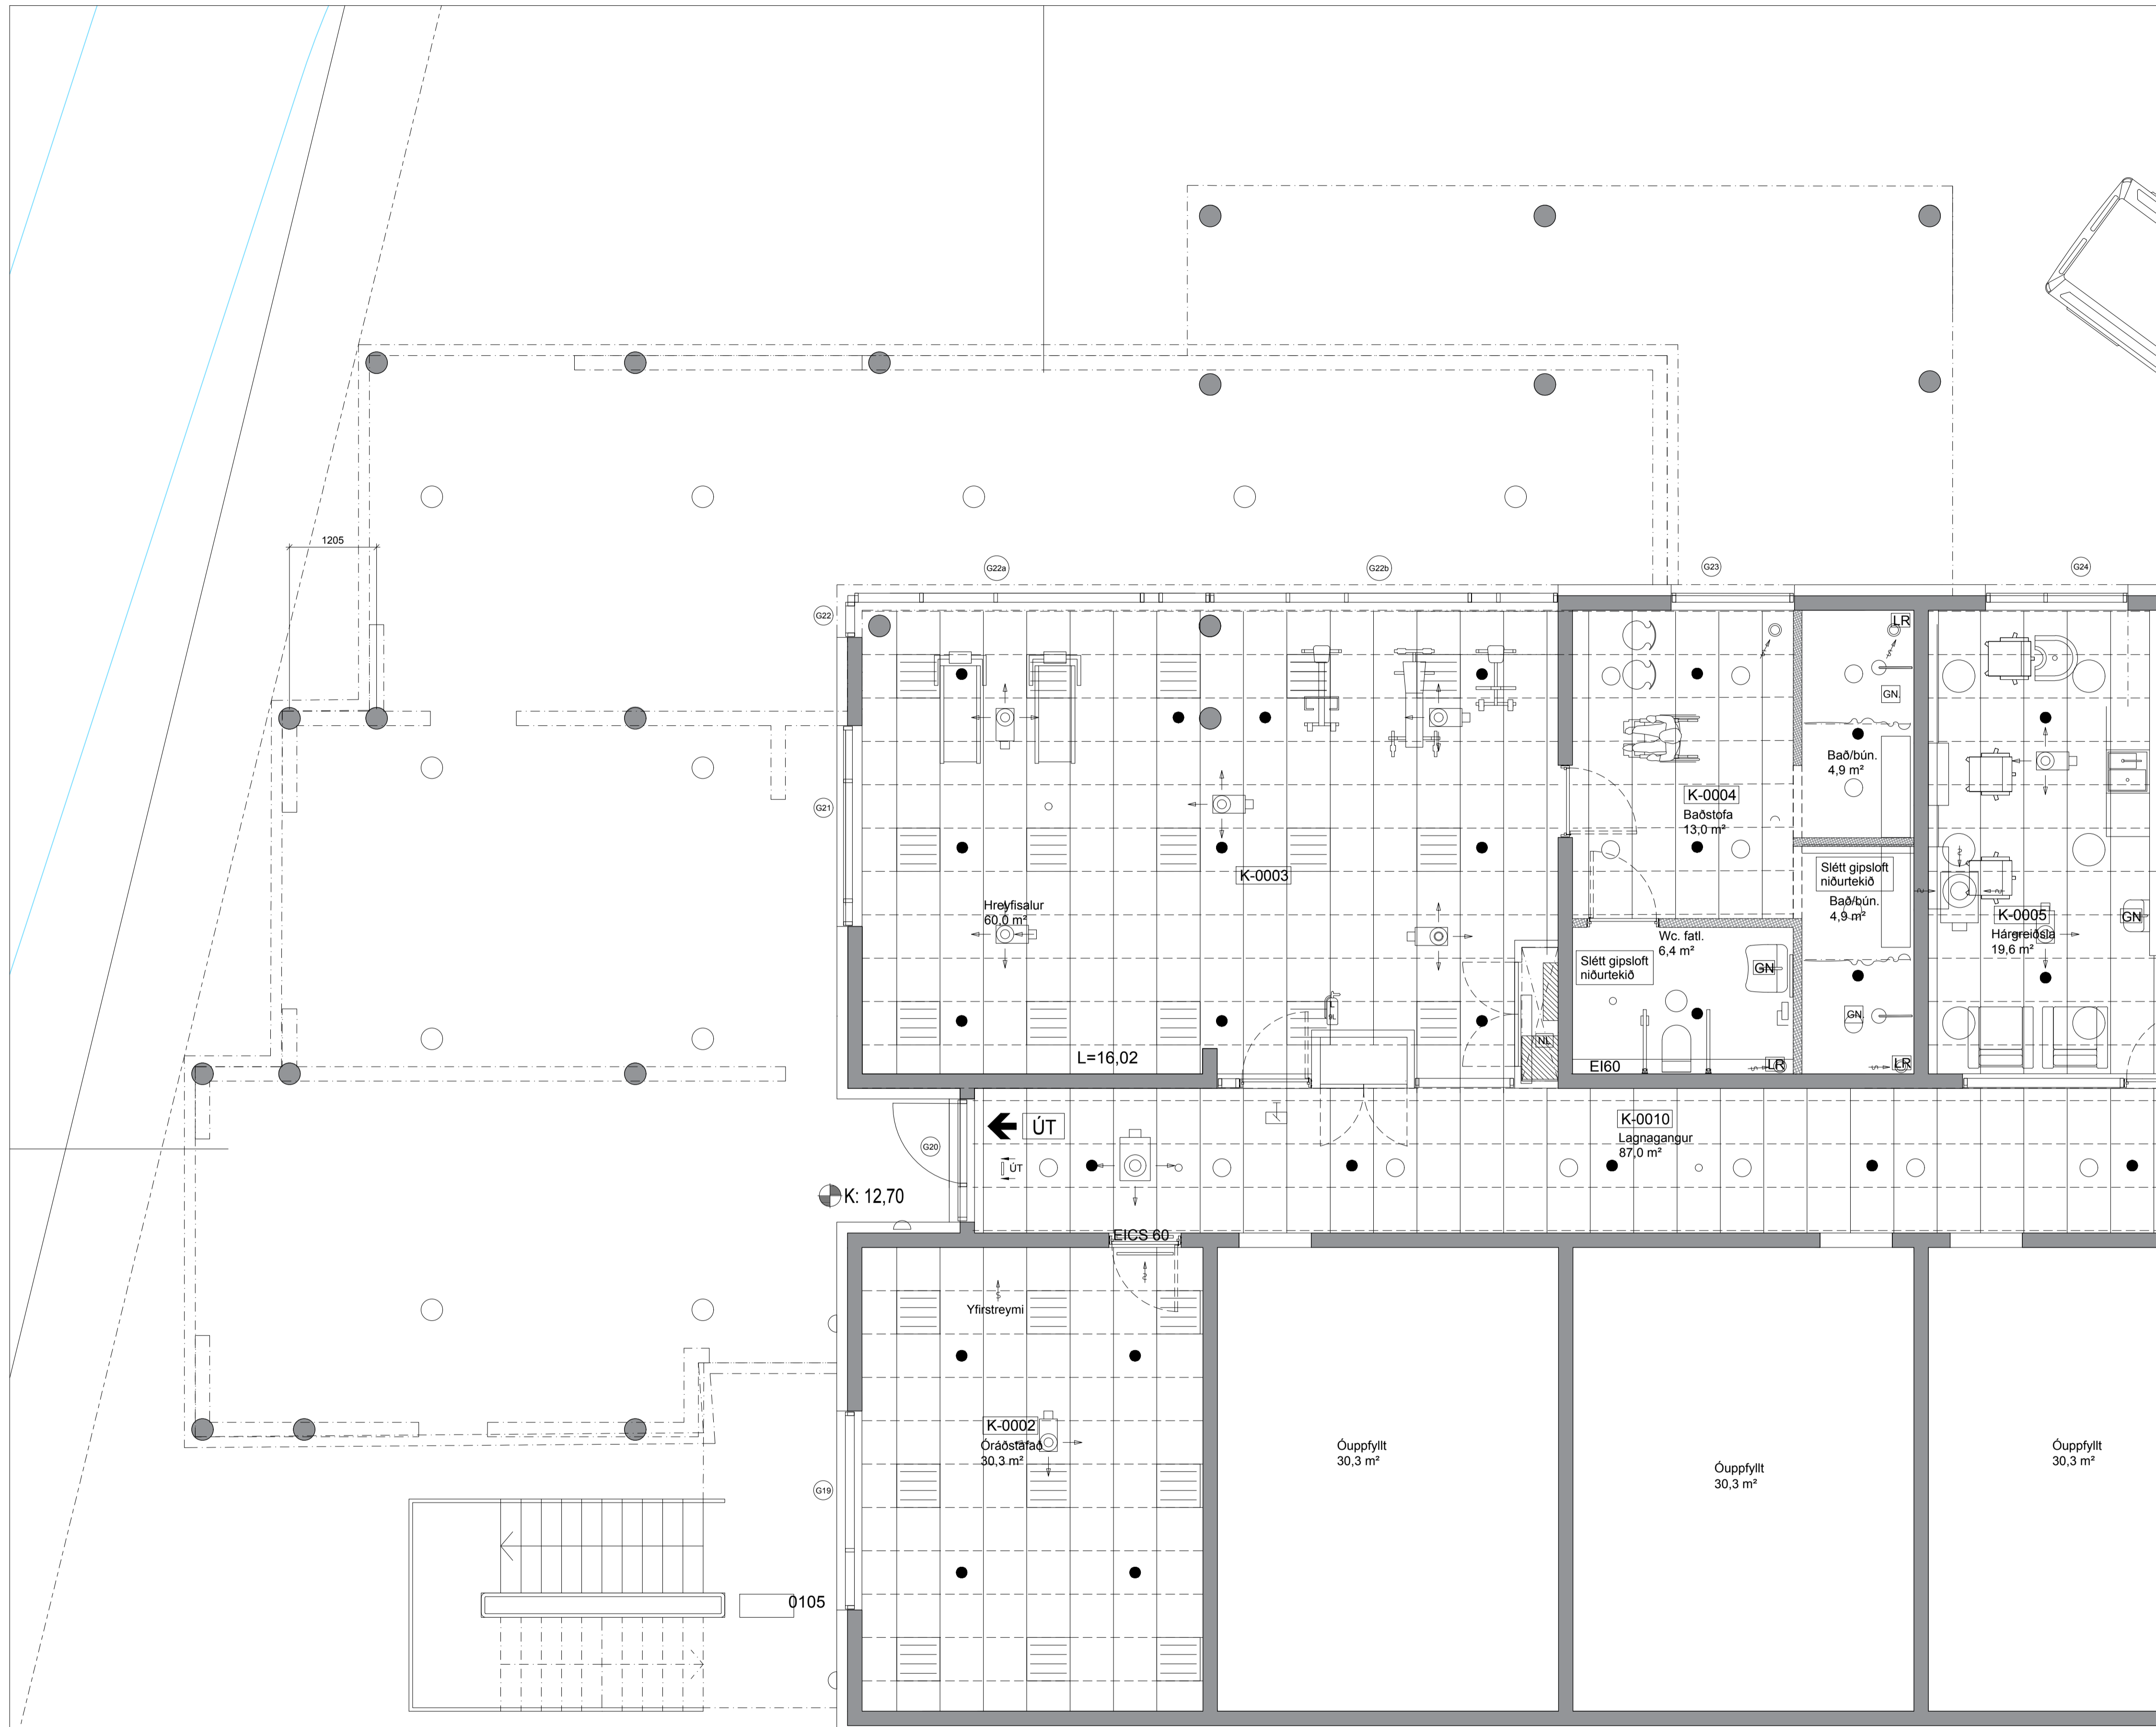 1205
G22a
G22b
G23
G24
G22
LR
GN.
Bað/bún.
4,9 m²
K-0004
Baðstofa
13,0 m²
G21
K-0003
Slétt gipsloft
niðurtekið
Bað/bún.
4,9 m²
Hreyfisalur
60,0 m²
K-0005
Hárgreiðsla
19,6 m²
GN
Wc. fatl.
6,4 m²
Slétt gipsloft
niðurtekið
GN
L
BL
GN.
NL
L=16,02
EI60
LR
LR
K-0010
Lagnagangur
87,0 m²
ÚT
G20
ÚT
K: 12,70
EICS 60
Yfirstreymi
K-0002
Óráðstafað
30,3 m²
Óuppfyllt
30,3 m²
Óuppfyllt
30,3 m²
Óuppfyllt
30,3 m²
G19
0105